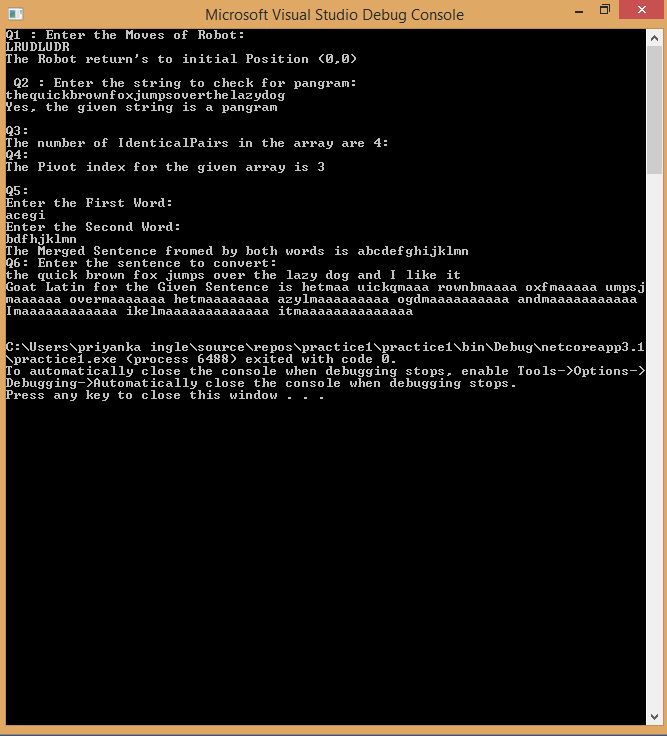 Microsoft Visual Studio Debug Console
Q1 : Enter the Moves of Robot:
LRUDLUDR
The Robot return's to initial Position (0,0)
Q2 : Enter the string to check for pangram:
thequickbrownfoxjumpsoverthelazydog
Yes, the given string is a pangram
Q3:
The number of IdenticalPairs in the array are 4:
Q4:
The Pivot index for the given array is 3
Q5:
Enter the First Word:
acegi
Enter the Second Word:
bdfhjklmn
The Merged Sentence fromed by both words is abcdefghijklmn
Q6: Enter the sentence to convert:
the quick brown fox jumps over the lazy dog and I like it
Goat Latin for the Given Sentence is hetmaa uickqmaaa rownbmaaaa oxfmaaaaa umpsj
maaaaaa overmaaaaaaa hetmaaaaaaaa azylmaaaaaaaaa ogdmaaaaaaaaaa andmaaaaaaaaaaa
Imaaaaaaaaaaaa ikelmaaaaaaaaaaaaa itmaaaaaaaaaaaaaa
C:\Users\priyanka ingle\source\repos\practice1\practice1\bin\Debug\netcoreapp3.1
\practice1.exe (process 6488) exited with code 0.
To automatically close the console when debugging stops, enable Tools->Options->
Debugging->Automatically close the console when debugging stops.
Press any key to close this window . . .